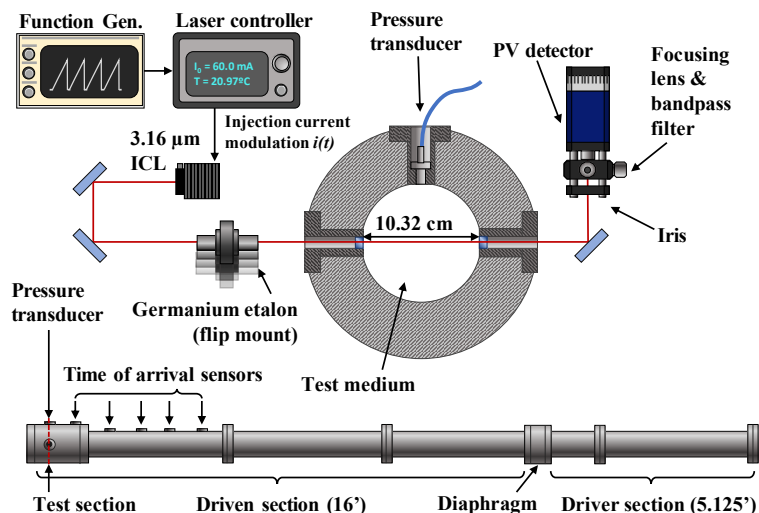 Function Gen.
Laser controller
I₀ = 60.0 mA
T = 20.97ºC
Injection current
modulation i(t)
3.16 µm
ICL
Pressure
transducer
PV detector
Focusing
lens &
bandpass
filter
Iris
10.32 cm
Germanium etalon
(flip mount)
Test medium
Pressure
transducer
Time of arrival sensors
Test section
Driven section (16’)
Diaphragm
Driver section (5.125’)